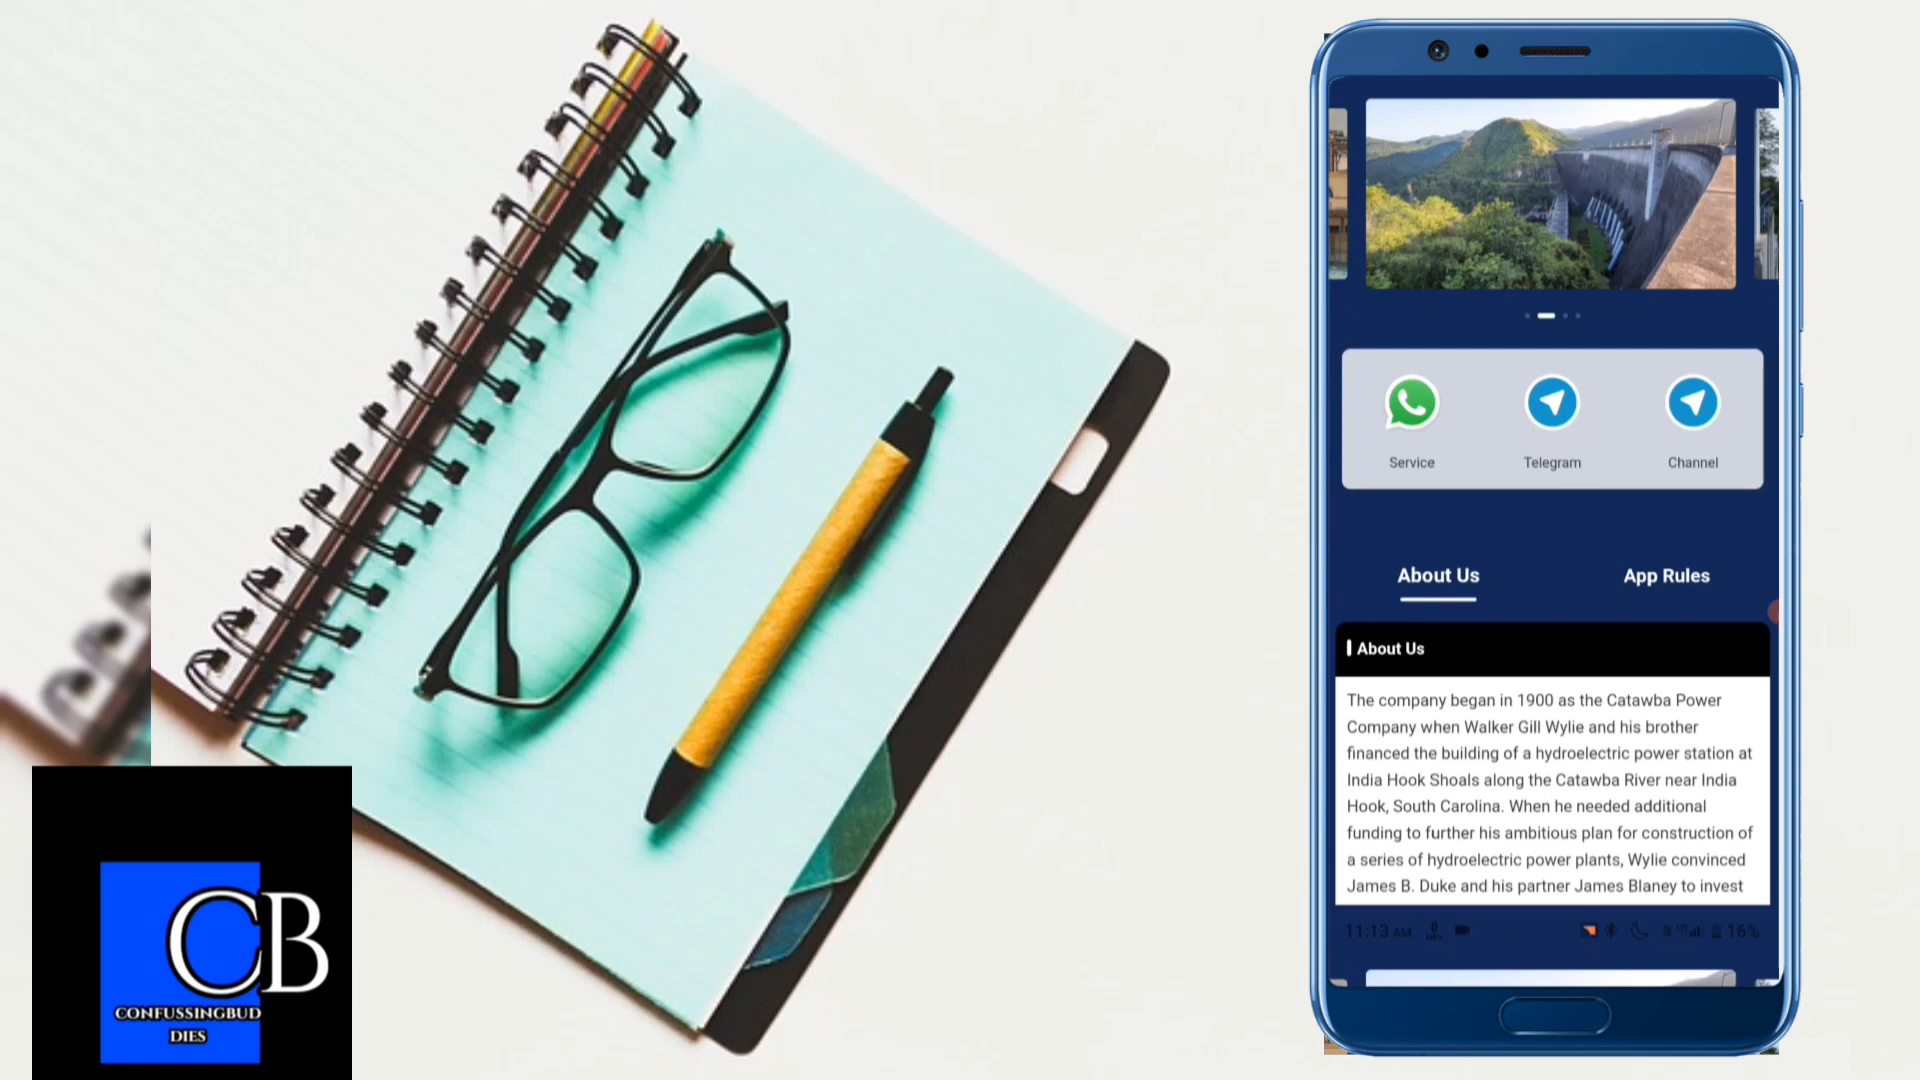 Service
Telegram
Channel
About Us
App Rules
About Us
The company began in 1900 as the Catawba Power
Company when Walker Gill Wylie and his brother
financed the building of a hydroelectric power station at
India Hook Shoals along the Catawba River near India
Hook, South Carolina. When he needed additional
funding to further his ambitious plan for construction of
a series of hydroelectric power plants, Wylie convinced
James B. Duke and his partner James Blaney to invest
11:13 AM
16%
CB
CONFUSSINGBUD
DIES